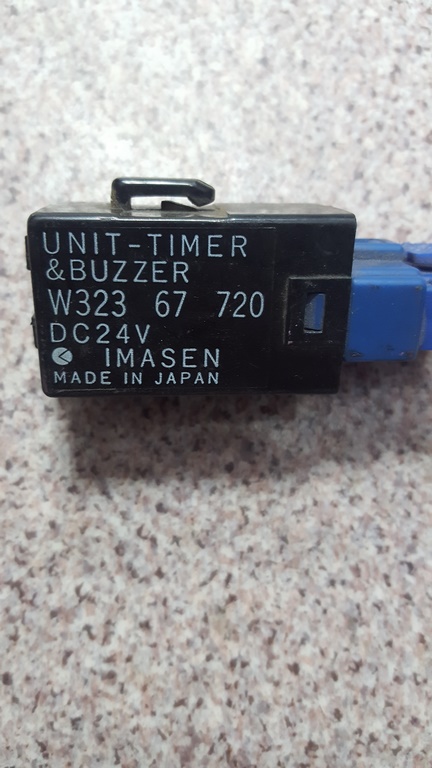 UNIT-TIMER
&BUZZER
W323 67 720
DC24V
IMASEN
MADE IN JAPAN